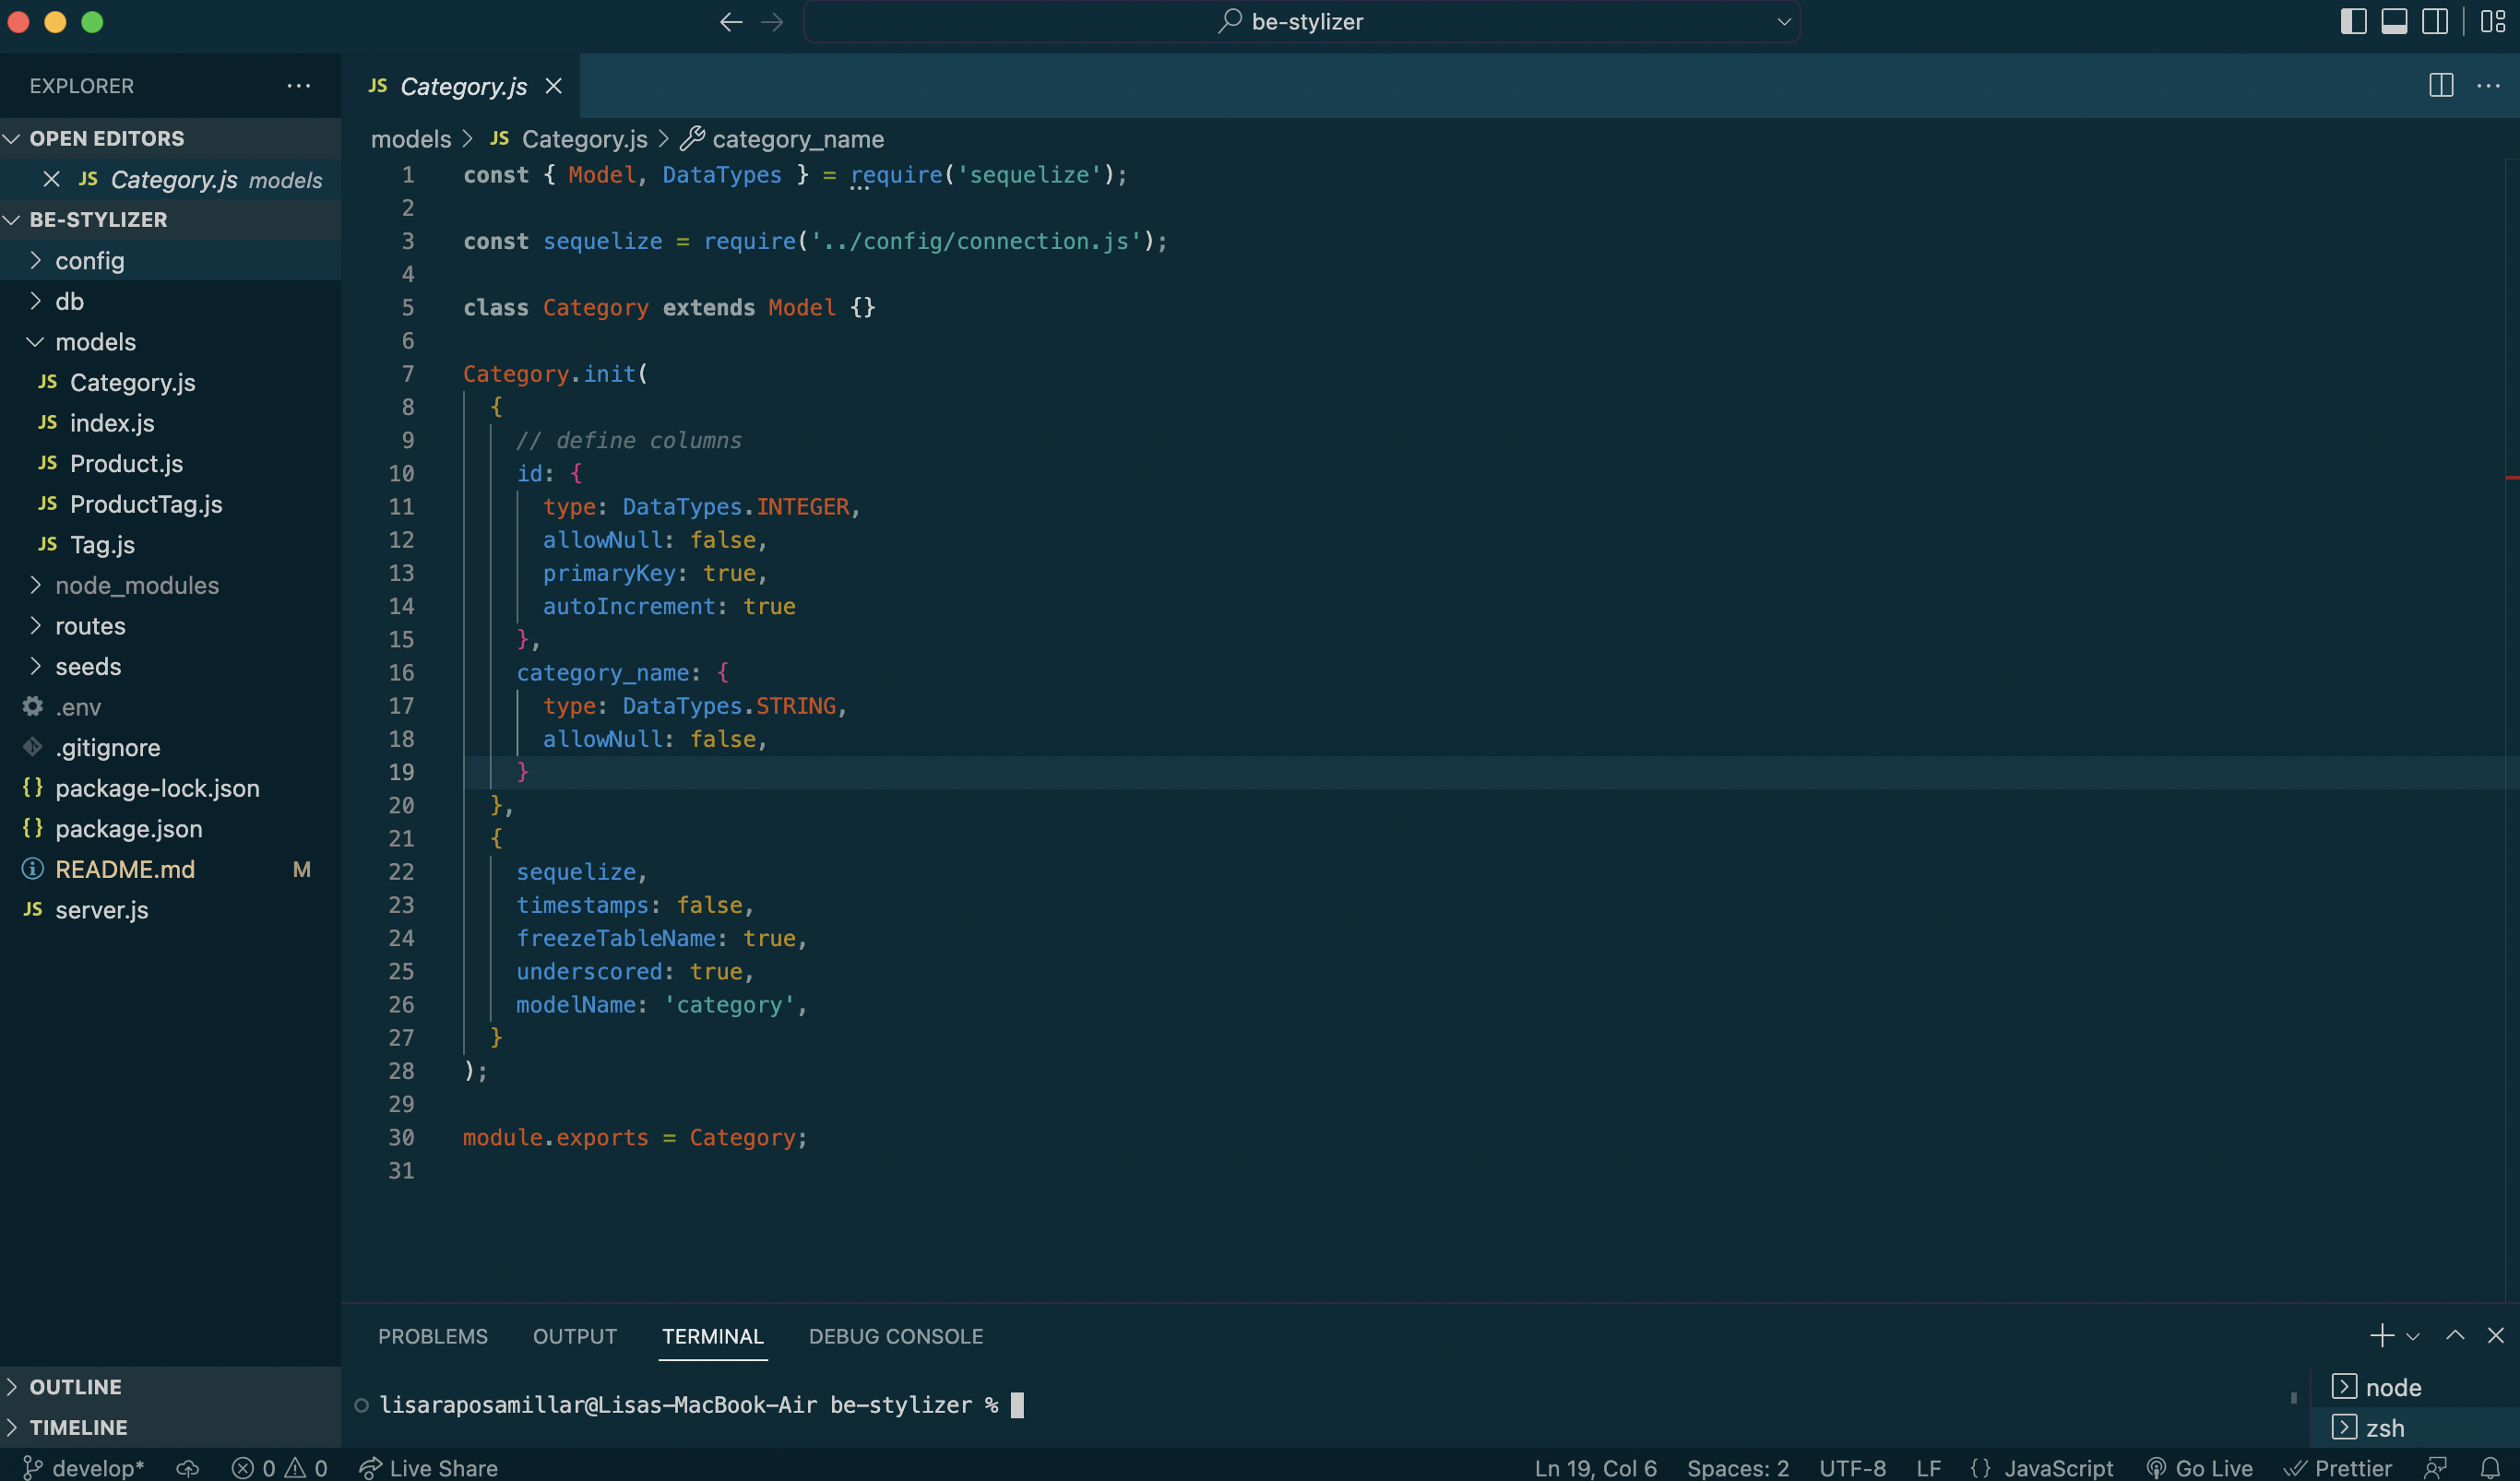 be-stylizer
EXPLORER
OPEN EDITORS
JS Category.js models
BE-STYLIZER
config
db
models
JS Category.js
JS index.js
JS Product.js
JS ProductTag.js
JS Tag.js
node_modules
routes
seeds
.env
.gitignore
{} package-lock.json
{} package.json
README.md M
JS server.js
OUTLINE
TIMELINE
JS Category.js
models > JS Category.js > category_name
1 const { Model, DataTypes } = require('sequelize');
2
3 const sequelize = require('../config/connection.js');
4
5 class Category extends Model {}
6
7 Category.init(
8 {
9 // define columns
10 id: {
11 type: DataTypes.INTEGER,
12 allowNull: false,
13 primaryKey: true,
14 autoIncrement: true
15 },
16 category_name: {
17 type: DataTypes.STRING,
18 allowNull: false,
19 }
20 },
21 {
22 sequelize,
23 timestamps: false,
24 freezeTableName: true,
25 underscored: true,
26 modelName: 'category',
27 }
28 );
29
30 module.exports = Category;
31
PROBLEMS OUTPUT TERMINAL DEBUG CONSOLE
lisaraposamillar@Lisas-MacBook-Air be-stylizer %
node
zsh
develop* 0 0 Live Share Ln 19, Col 6 Spaces: 2 UTF-8 LF {} JavaScript Go Live Prettier